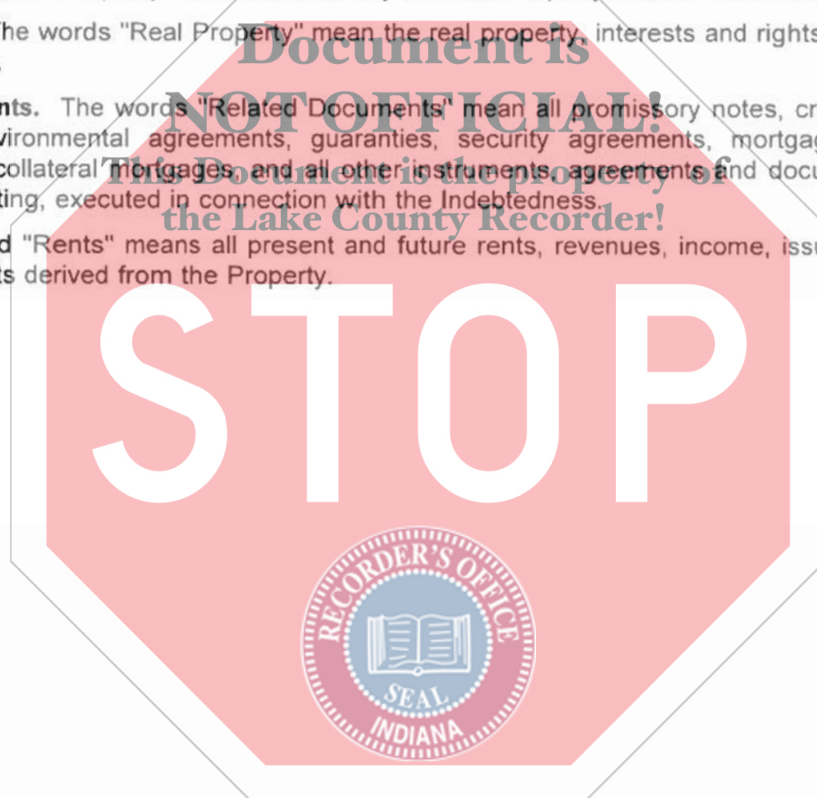 he words "Real Property" mean the real property, interests and rights
Document is
nts. The words "Related Documents" mean all promissory notes, cr
NOT OFFICIAL!
vironmental agreements, guaranties, security agreements, mortgag
collateral mortgages, and all other instruments, agreements and docu
This Document is the property of
ting, executed in connection with the Indebtedness.
the Lake County Recorder!
d "Rents" means all present and future rents, revenues, income, issu
ts derived from the Property.
STOP
RECORDER'S OFFICE
SEAL
INDIANA